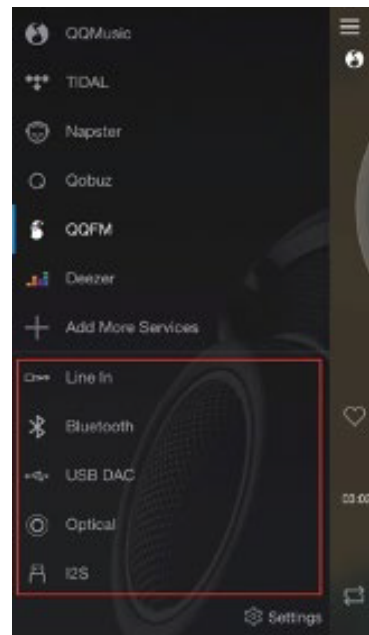 QQMusic
TIDAL
Napster
Qobuz
QQFM
Deezer
Add More Services
Line In
Bluetooth
USB DAC
Optical
I2S
Settings